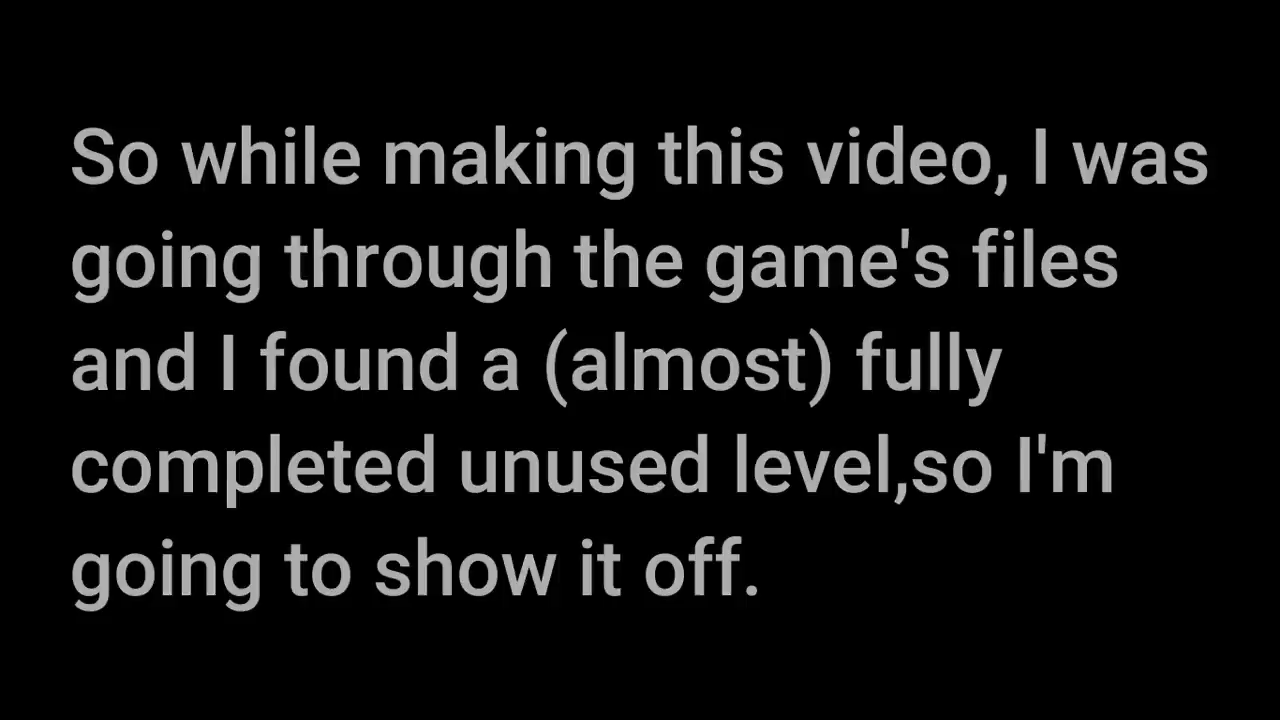 So while making this video, I was
going through the game's files
and I found a (almost) fully
completed unused level,so I'm
going to show it off.